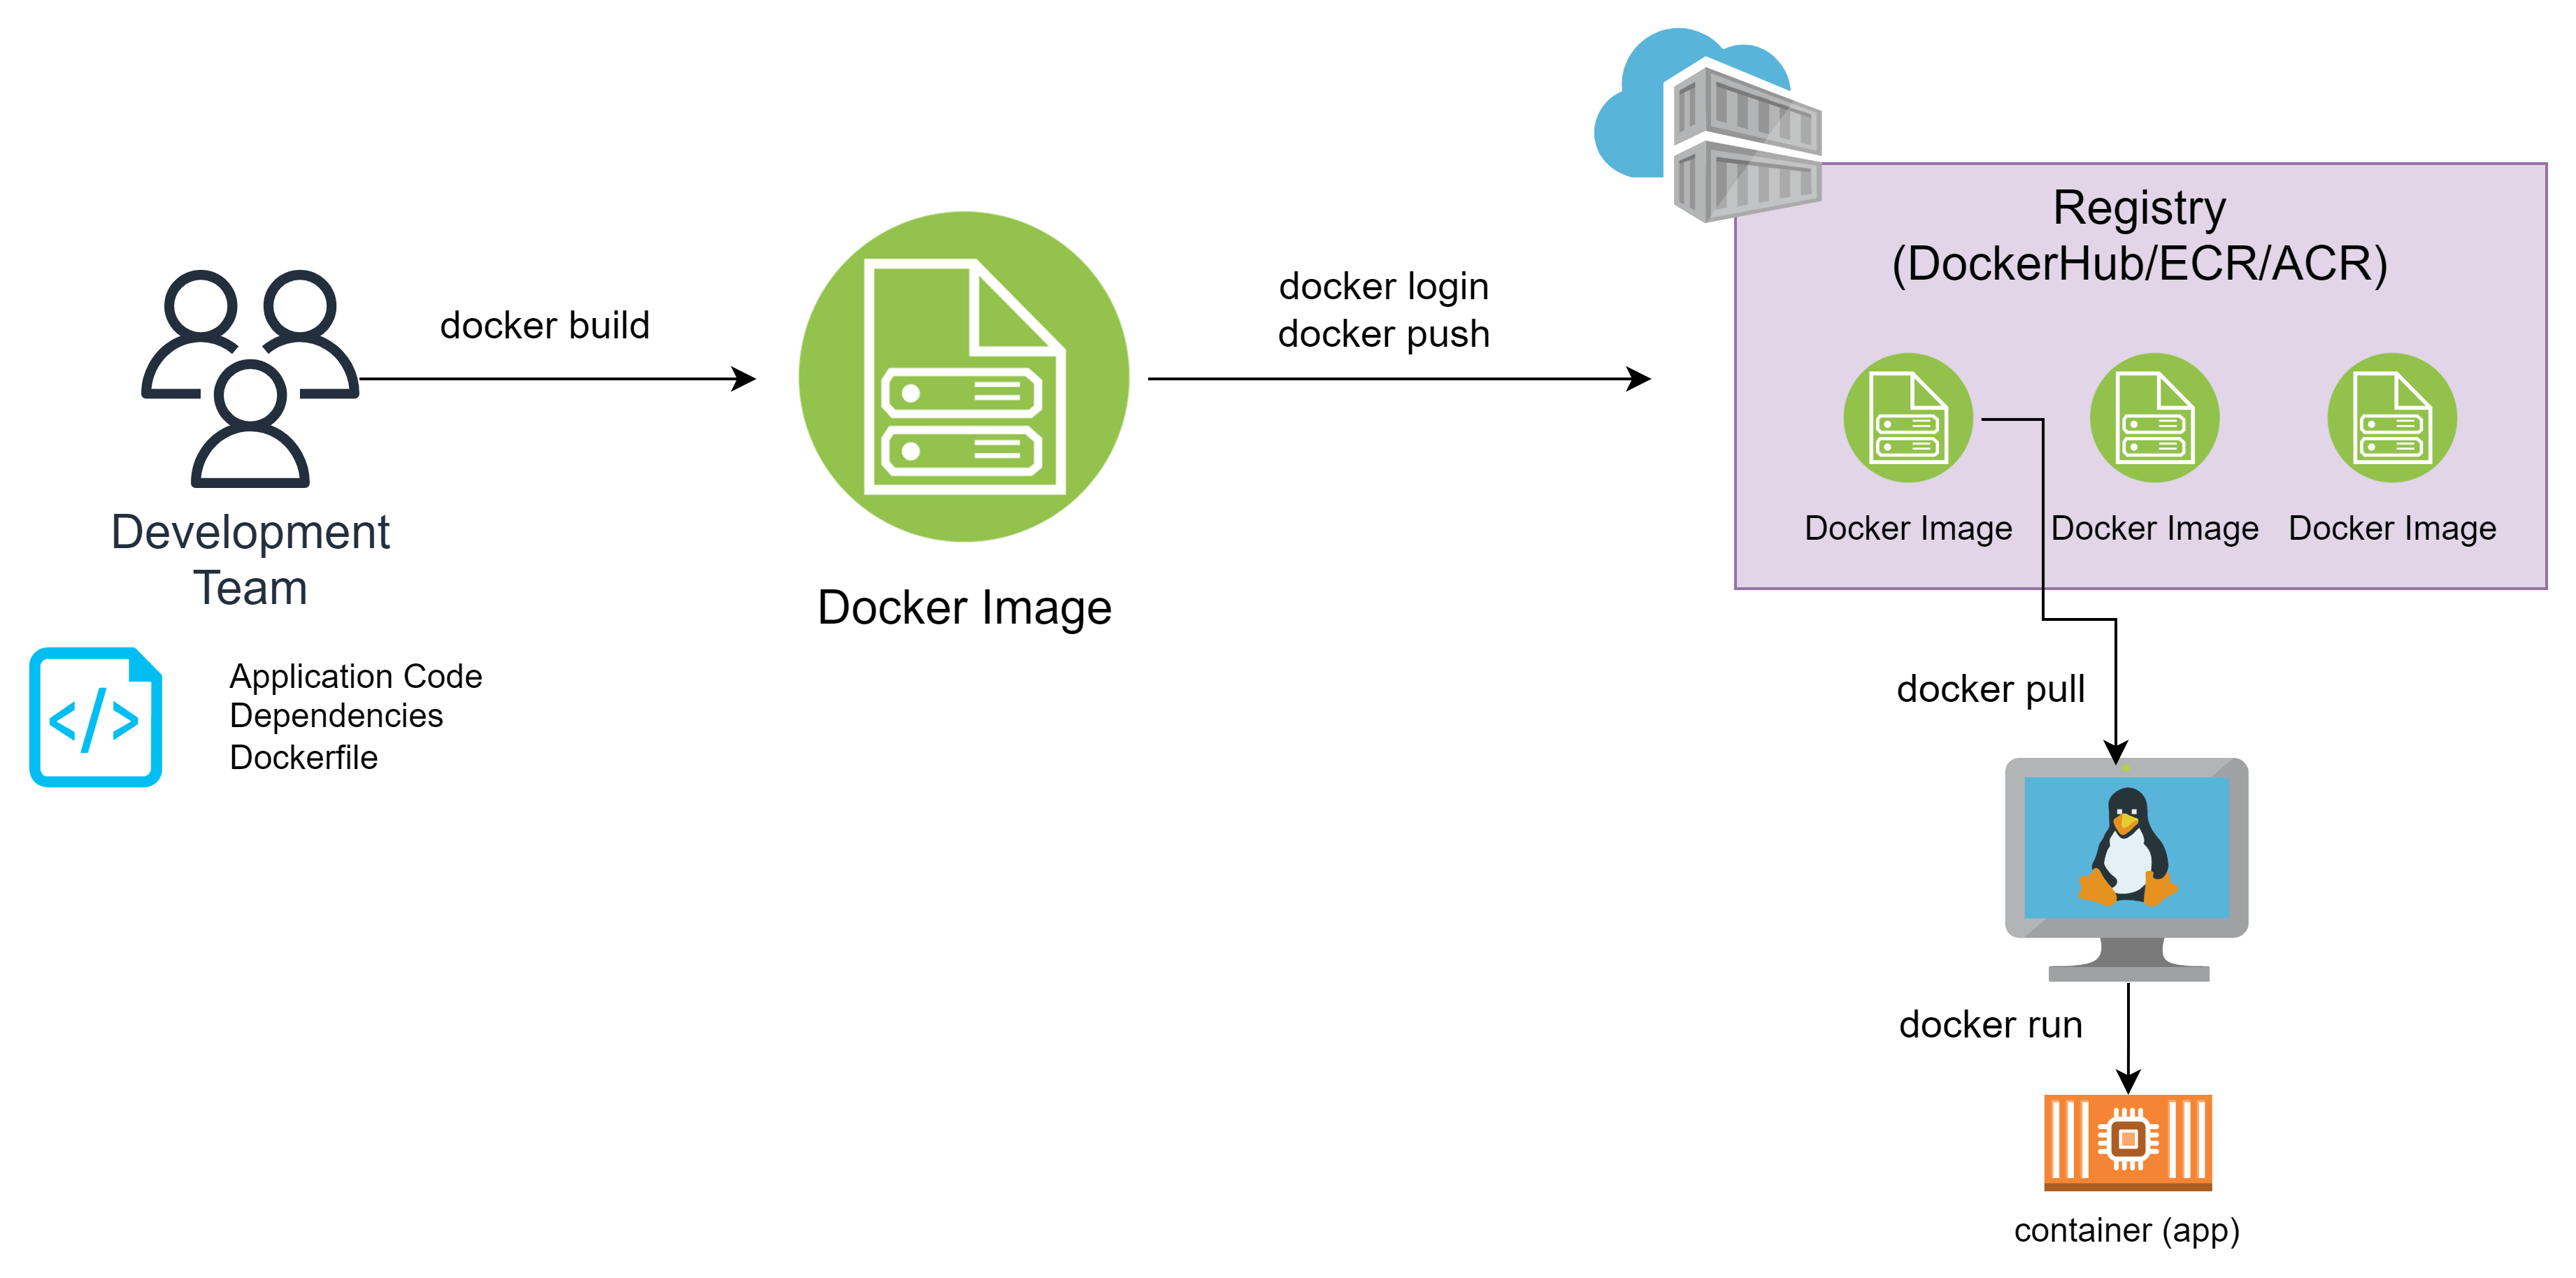 docker build
Development
Team
Application Code
Dependencies
Dockerfile
Docker Image
docker login
docker push
Registry
(DockerHub/ECR/ACR)
Docker Image
Docker Image
Docker Image
docker pull
docker run
container (app)